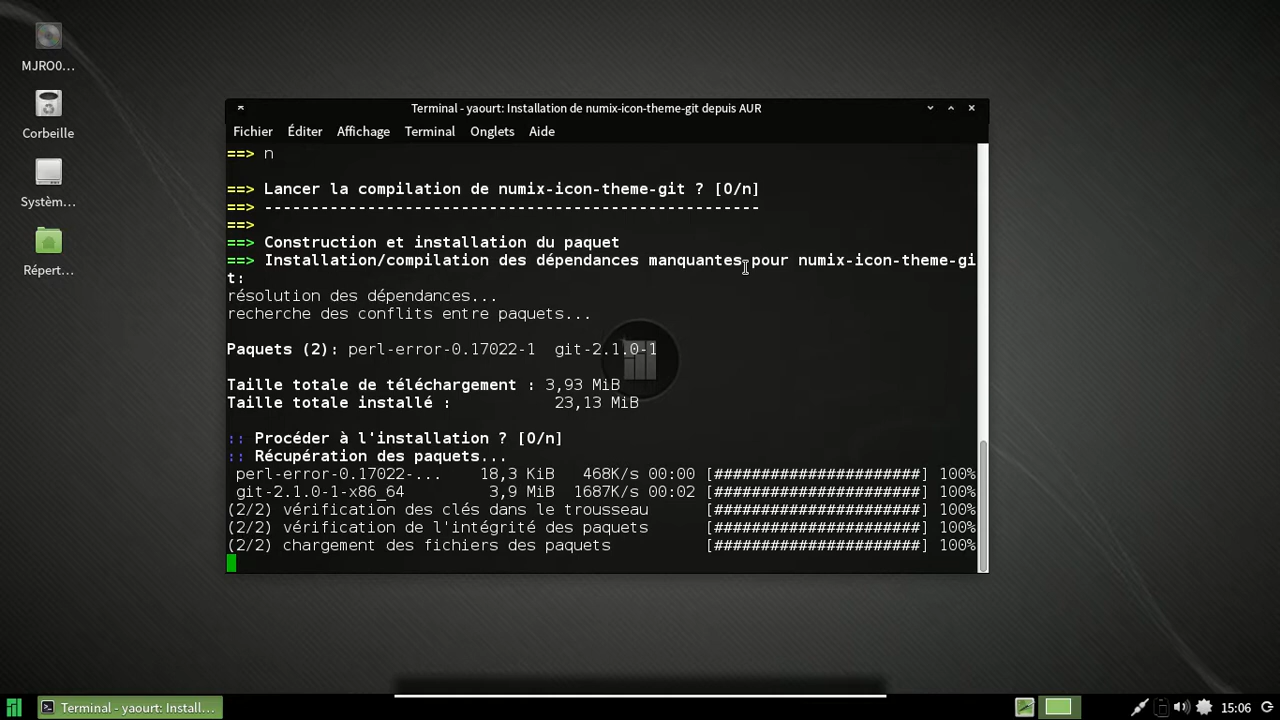 MJRO0...
Corbeille
Systèm...
Répert...
Terminal - yaourt: Installation de numix-icon-theme-git depuis AUR
Fichier Éditer Affichage Terminal Onglets Aide
==> n
==> Lancer la compilation de numix-icon-theme-git ? [O/n]
==> -----------------------------------------------------
==>
==> Construction et installation du paquet
==> Installation/compilation des dépendances manquantes pour numix-icon-theme-gi
t:
résolution des dépendances...
recherche des conflits entre paquets...
Paquets (2): perl-error-0.17022-1  git-2.1.0-1
Taille totale de téléchargement : 3,93 MiB
Taille totale installé :           23,13 MiB
:: Procéder à l'installation ? [O/n]
:: Récupération des paquets...
perl-error-0.17022-...    18,3 KiB   468K/s 00:00 [######################] 100%
git-2.1.0-1-x86_64         3,9 MiB  1687K/s 00:02 [######################] 100%
(2/2) vérification des clés dans le trousseau      [######################] 100%
(2/2) vérification de l'intégrité des paquets      [######################] 100%
(2/2) chargement des fichiers des paquets          [######################] 100%
Terminal - yaourt: Install...
15:06